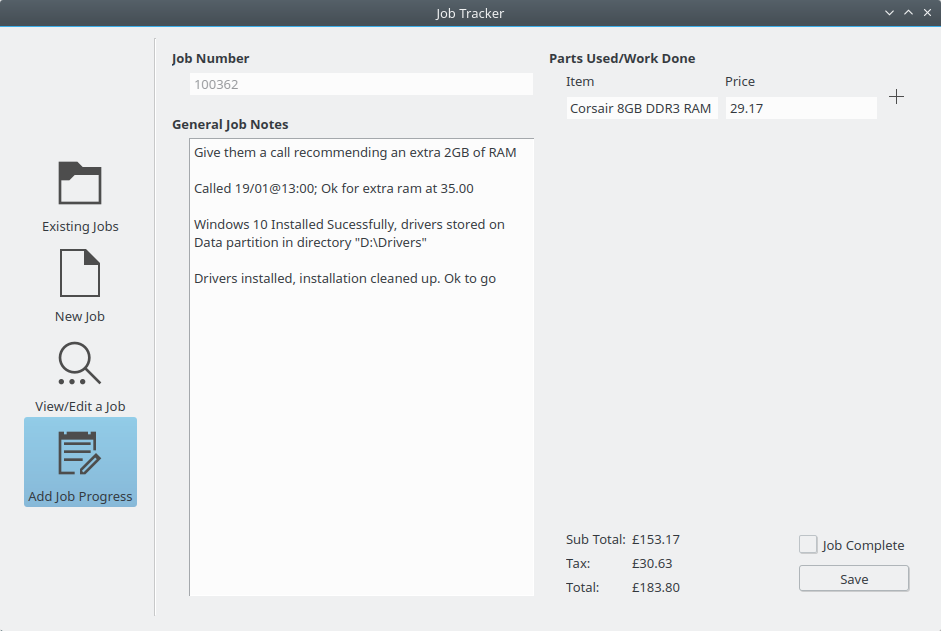 Job Tracker
Existing Jobs
New Job
View/Edit a Job
Add Job Progress
Job Number
100362
General Job Notes
Give them a call recommending an extra 2GB of RAM
Called 19/01@13:00; Ok for extra ram at 35.00
Windows 10 Installed Sucessfully, drivers stored on
Data partition in directory "D:\Drivers"
Drivers installed, installation cleaned up. Ok to go
Parts Used/Work Done
Item Price
Corsair 8GB DDR3 RAM 29.17
Sub Total: £153.17
Tax: £30.63
Total: £183.80
Job Complete
Save